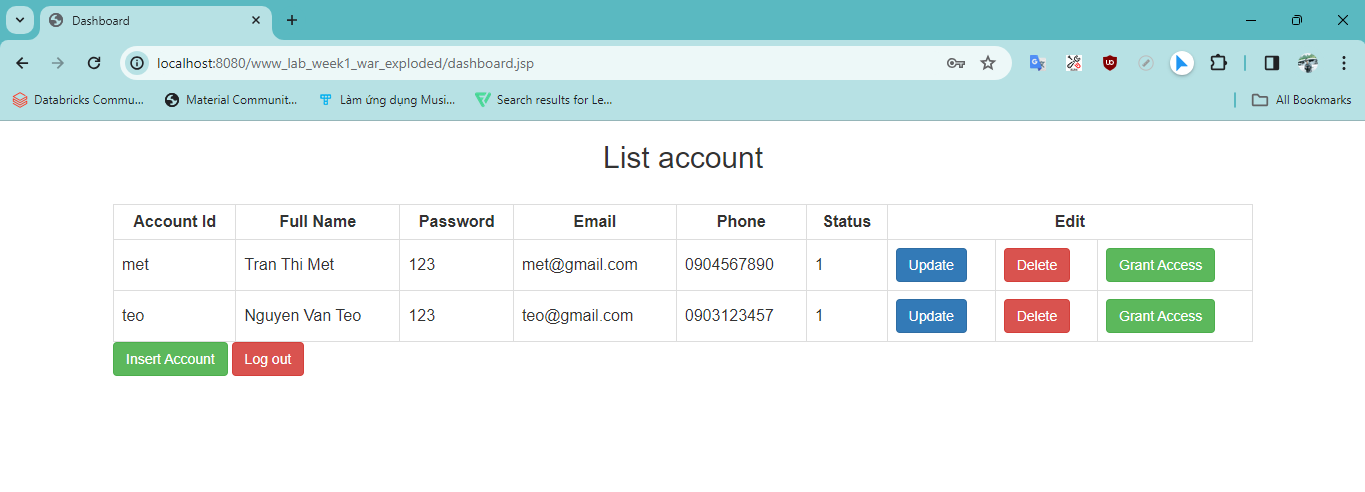 Dashboard
localhost:8080/www_lab_week1_war_exploded/dashboard.jsp
Databricks Commu... Material Communit... Làm ứng dụng Musi... Search results for Le... All Bookmarks
List account
Account Id Full Name Password Email Phone Status Edit
met Tran Thi Met 123 met@gmail.com 0904567890 1 Update Delete Grant Access
teo Nguyen Van Teo 123 teo@gmail.com 0903123457 1 Update Delete Grant Access
Insert Account Log out